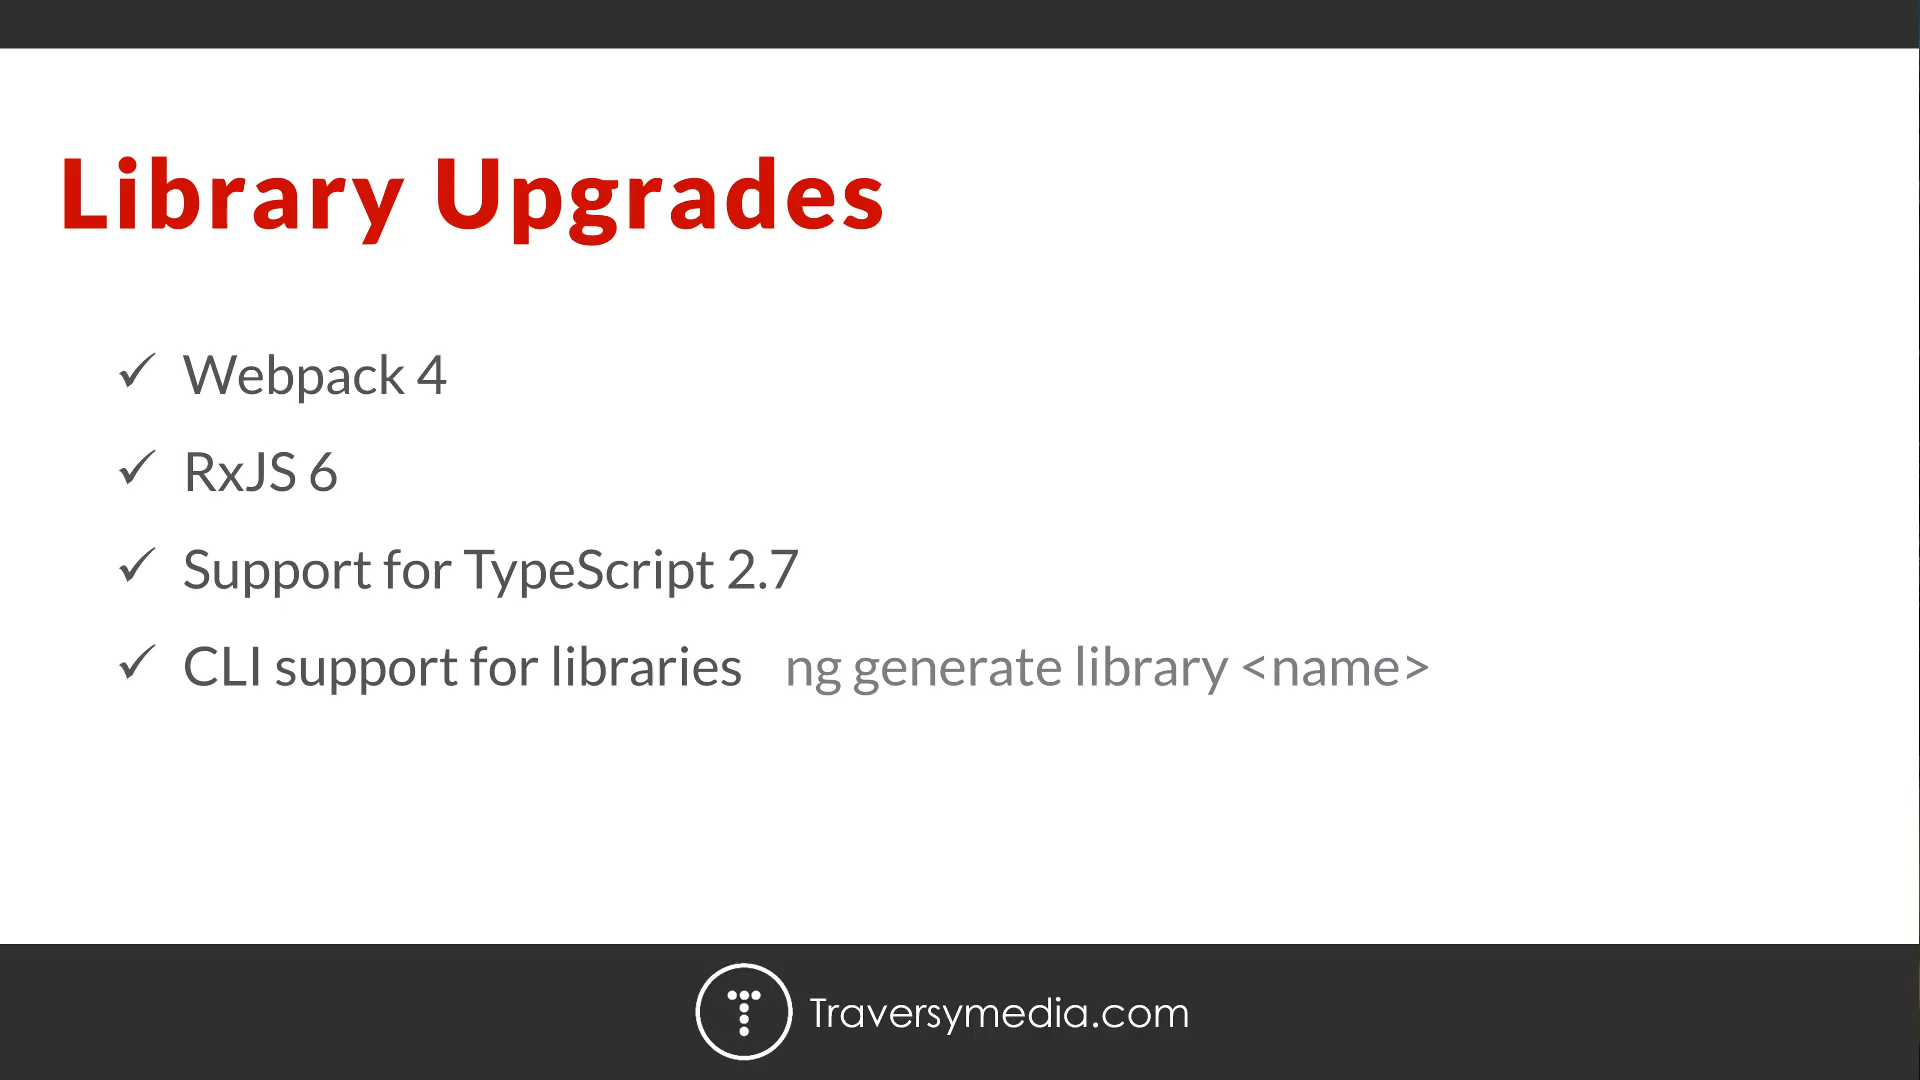 Library Upgrades
✓ Webpack 4
✓ RxJS 6
✓ Support for TypeScript 2.7
✓ CLI support for libraries ng generate library <name>
T Traversymedia.com